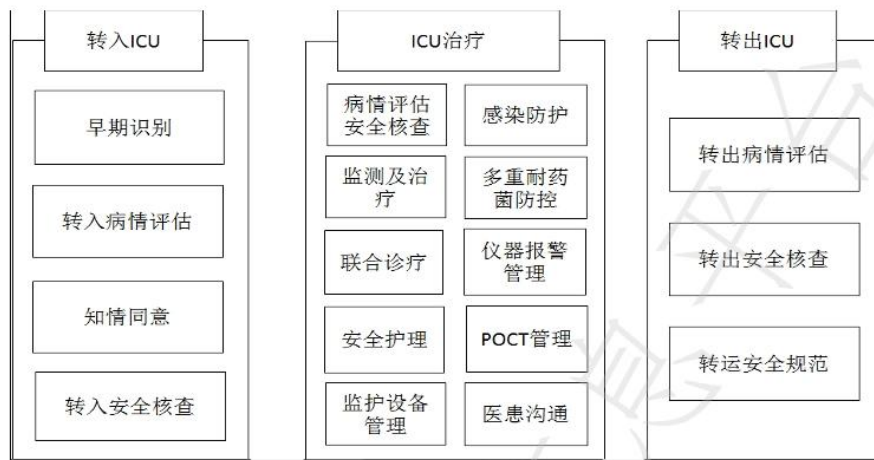 转入ICU
早期识别
转入病情评估
知情同意
转入安全核查
ICU治疗
病情评估
安全核查
感染防护
监测及治
疗
多重耐药
菌防控
联合诊疗
仪器报警
管理
安全护理
POCT管理
监护设备
管理
医患沟通
转出ICU
转出病情评估
转出安全核查
转运安全规范